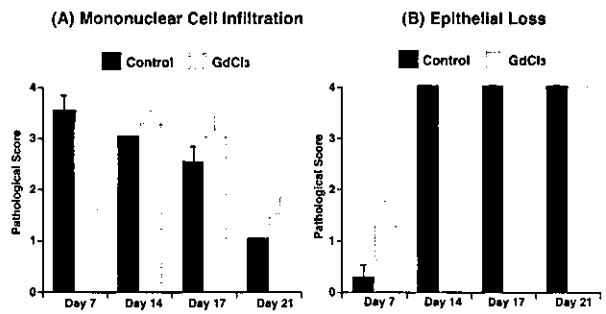 (A) Mononuclear Cell Infiltration
Control GdCl3
Pathological Score
4
3
2
1
0
Day 7 Day 14 Day 17 Day 21
(B) Epithelial Loss
Control GdCl3
Pathological Score
4
3
2
1
0
Day 7 Day 14 Day 17 Day 21